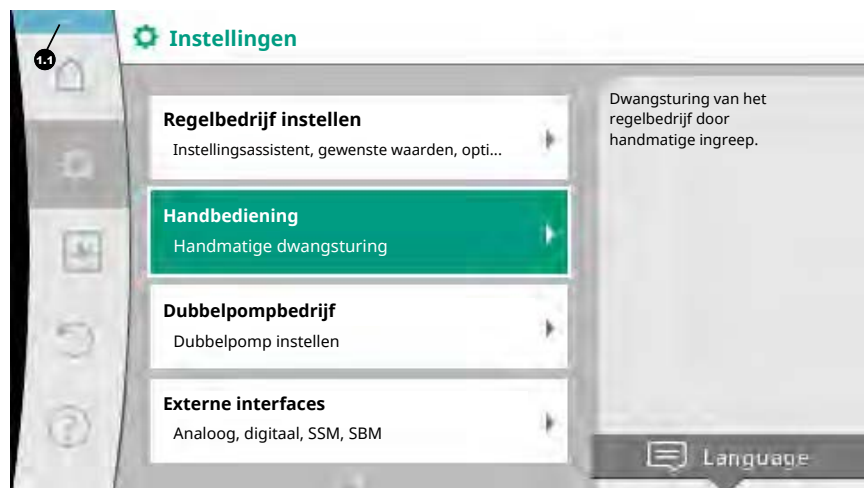 1.1
Instellingen
Regelbedrijf instellen
Instellingsassistent, gewenste waarden, opti...
Handbediening
Handmatige dwangsturing
Dubbelpompbedrijf
Dubbelpomp instellen
Externe interfaces
Analoog, digitaal, SSM, SBM
Dwangsturing van het
regelbedrijf door
handmatige ingreep.
Language